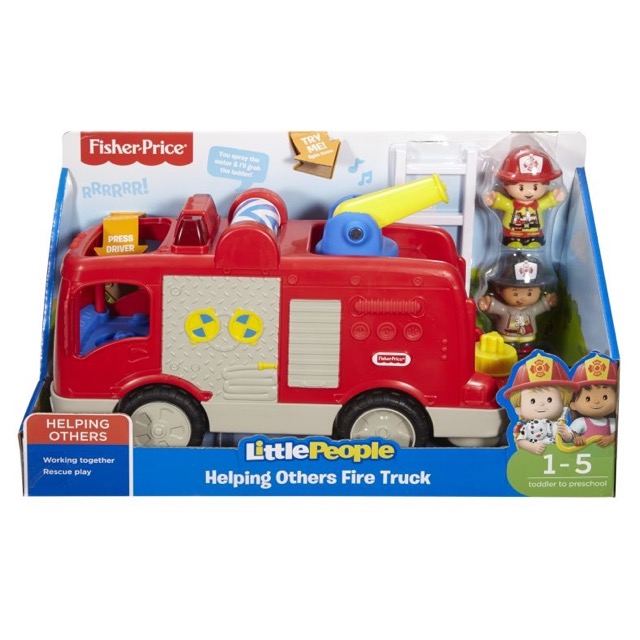 Fisher-Price®
You spray the
water & I'll grab
the ladder!
TRY
ME!
RRRRRR!
PRESS
DRIVER
Fisher-Price
HELPING
OTHERS
Working together
Rescue play
LittlePeople
Helping Others Fire Truck
1-5
toddler to preschool